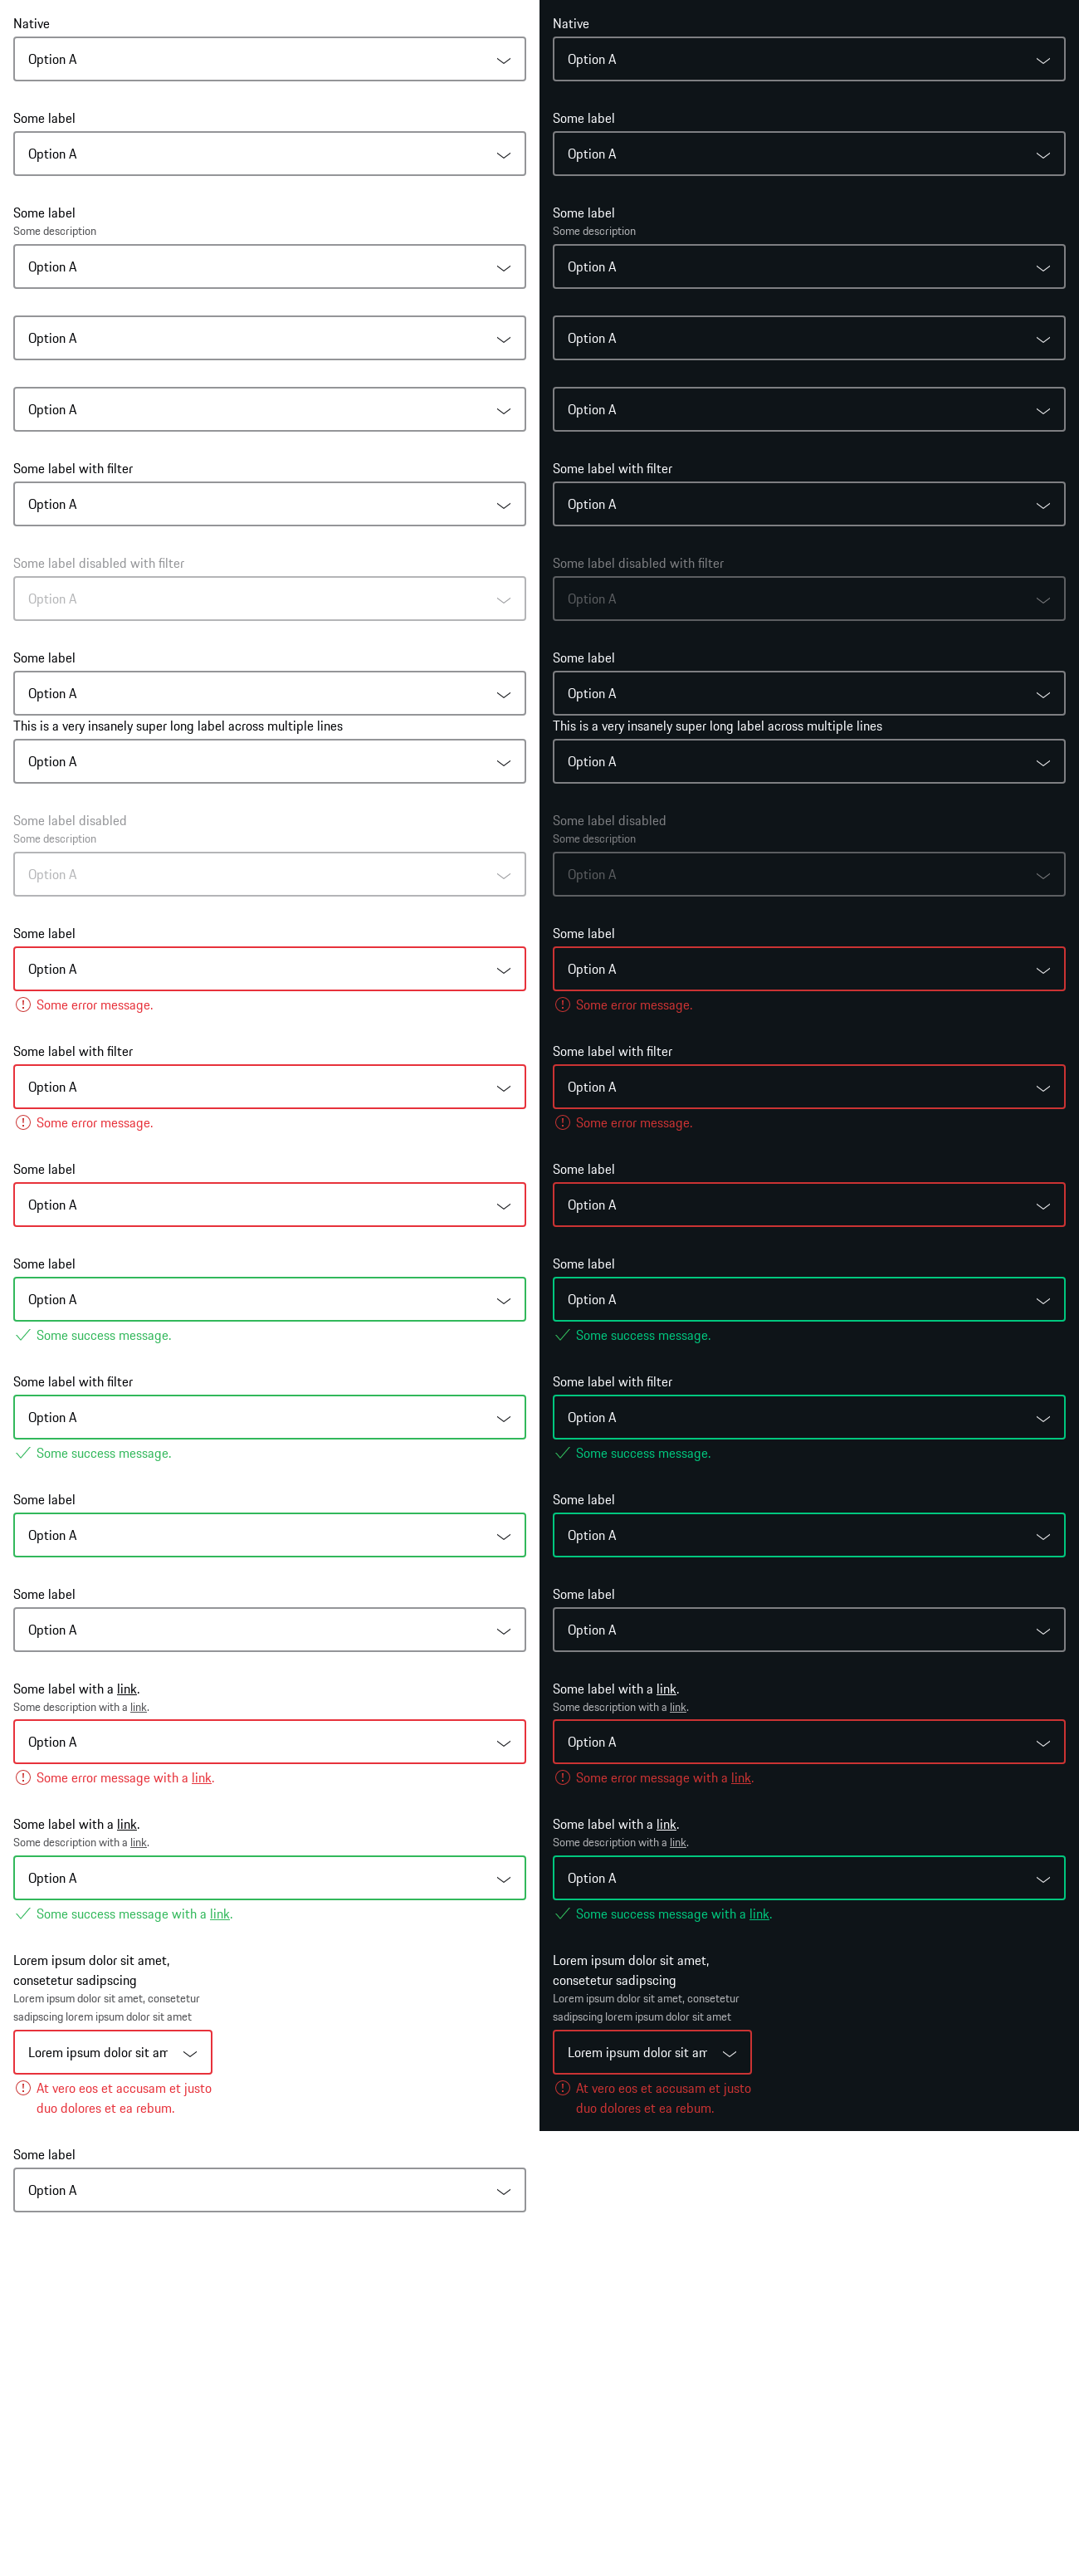 Native
Option A
Some label
Option A
Some label
Some description
Option A
Option A
Option A
Some label with filter
Option A
Some label disabled with filter
Option A
Some label
Option A
This is a very insanely super long label across multiple lines
Option A
Some label disabled
Some description
Option A
Some label
Option A
Some error message.
Some label with filter
Option A
Some error message.
Some label
Option A
Some label
Option A
Some success message.
Some label with filter
Option A
Some success message.
Some label
Option A
Some label
Option A
Some label with a link.
Some description with a link.
Option A
Some error message with a link.
Some label with a link.
Some description with a link.
Option A
Some success message with a link.
Lorem ipsum dolor sit amet,
consetetur sadipscing
Lorem ipsum dolor sit amet, consetetur
sadipscing lorem ipsum dolor sit amet
Lorem ipsum dolor sit am
At vero eos et accusam et justo
duo dolores et ea rebum.
Some label
Option A
Native
Option A
Some label
Option A
Some label
Some description
Option A
Option A
Option A
Some label with filter
Option A
Some label disabled with filter
Option A
Some label
Option A
This is a very insanely super long label across multiple lines
Option A
Some label disabled
Some description
Option A
Some label
Option A
Some error message.
Some label with filter
Option A
Some error message.
Some label
Option A
Some label
Option A
Some success message.
Some label with filter
Option A
Some success message.
Some label
Option A
Some label
Option A
Some label with a link.
Some description with a link.
Option A
Some error message with a link.
Some label with a link.
Some description with a link.
Option A
Some success message with a link.
Lorem ipsum dolor sit amet,
consetetur sadipscing
Lorem ipsum dolor sit amet, consetetur
sadipscing lorem ipsum dolor sit amet
Lorem ipsum dolor sit am
At vero eos et accusam et justo
duo dolores et ea rebum.